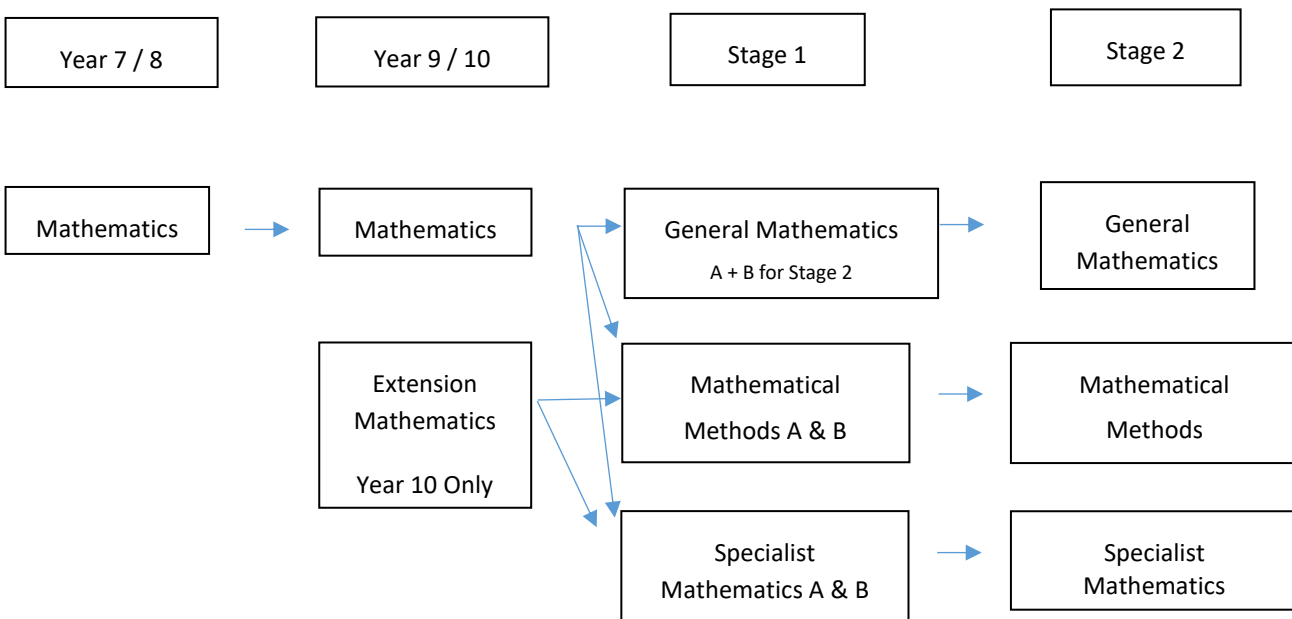 Year 7 / 8
Year 9 / 10
Stage 1
Stage 2
Mathematics
Mathematics
General Mathematics
A + B for Stage 2
General
Mathematics
Extension
Mathematics
Year 10 Only
Mathematical
Methods A & B
Mathematical
Methods
Specialist
Mathematics A & B
Specialist
Mathematics